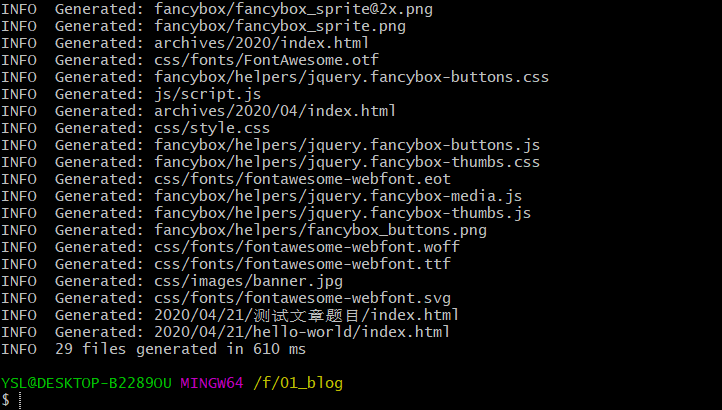 INFO  Generated: fancybox/fancybox_sprite@2x.png
INFO  Generated: fancybox/fancybox_sprite.png
INFO  Generated: archives/2020/index.html
INFO  Generated: css/fonts/FontAwesome.otf
INFO  Generated: fancybox/helpers/jquery.fancybox-buttons.css
INFO  Generated: js/script.js
INFO  Generated: archives/2020/04/index.html
INFO  Generated: css/style.css
INFO  Generated: fancybox/helpers/jquery.fancybox-buttons.js
INFO  Generated: fancybox/helpers/jquery.fancybox-thumbs.css
INFO  Generated: css/fonts/fontawesome-webfont.eot
INFO  Generated: fancybox/helpers/jquery.fancybox-media.js
INFO  Generated: fancybox/helpers/jquery.fancybox-thumbs.js
INFO  Generated: fancybox/helpers/fancybox_buttons.png
INFO  Generated: css/fonts/fontawesome-webfont.woff
INFO  Generated: css/fonts/fontawesome-webfont.ttf
INFO  Generated: css/images/banner.jpg
INFO  Generated: css/fonts/fontawesome-webfont.svg
INFO  Generated: 2020/04/21/测试文章题目/index.html
INFO  Generated: 2020/04/21/hello-world/index.html
INFO  29 files generated in 610 ms
YSL@DESKTOP-B2289OU MINGW64 /f/01_blog
$